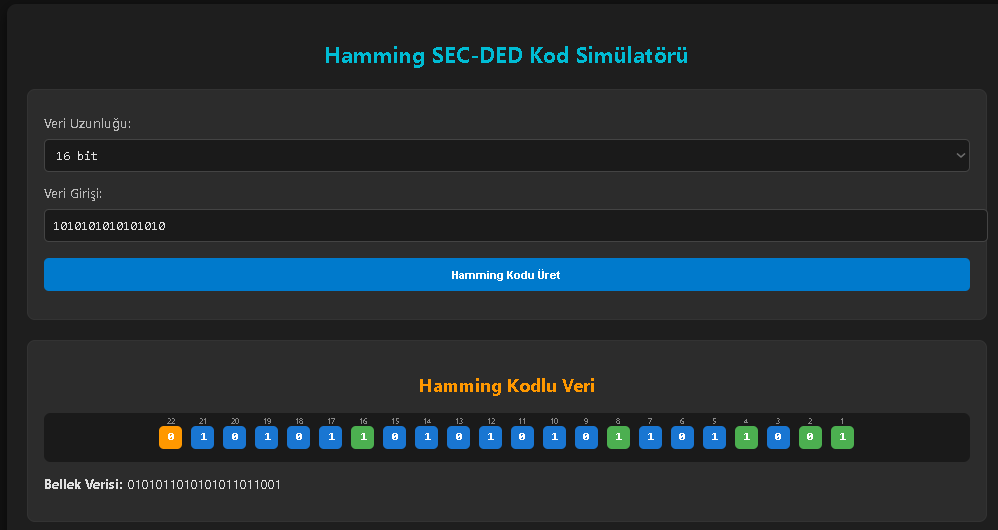 Hamming SEC-DED Kod Simülatörü
Veri Uzunluğu:
16 bit
Veri Girişi:
1010101010101010
Hamming Kodu Üret
Hamming Kodlu Veri
22 21 20 19 18 17 16 15 14 13 12 11 10 9 8 7 6 5 4 3 2 1
0 1 0 1 0 1 1 0 1 0 1 0 1 0 1 1 0 1 1 0 0 1
Bellek Verisi: 0101011010101011011001